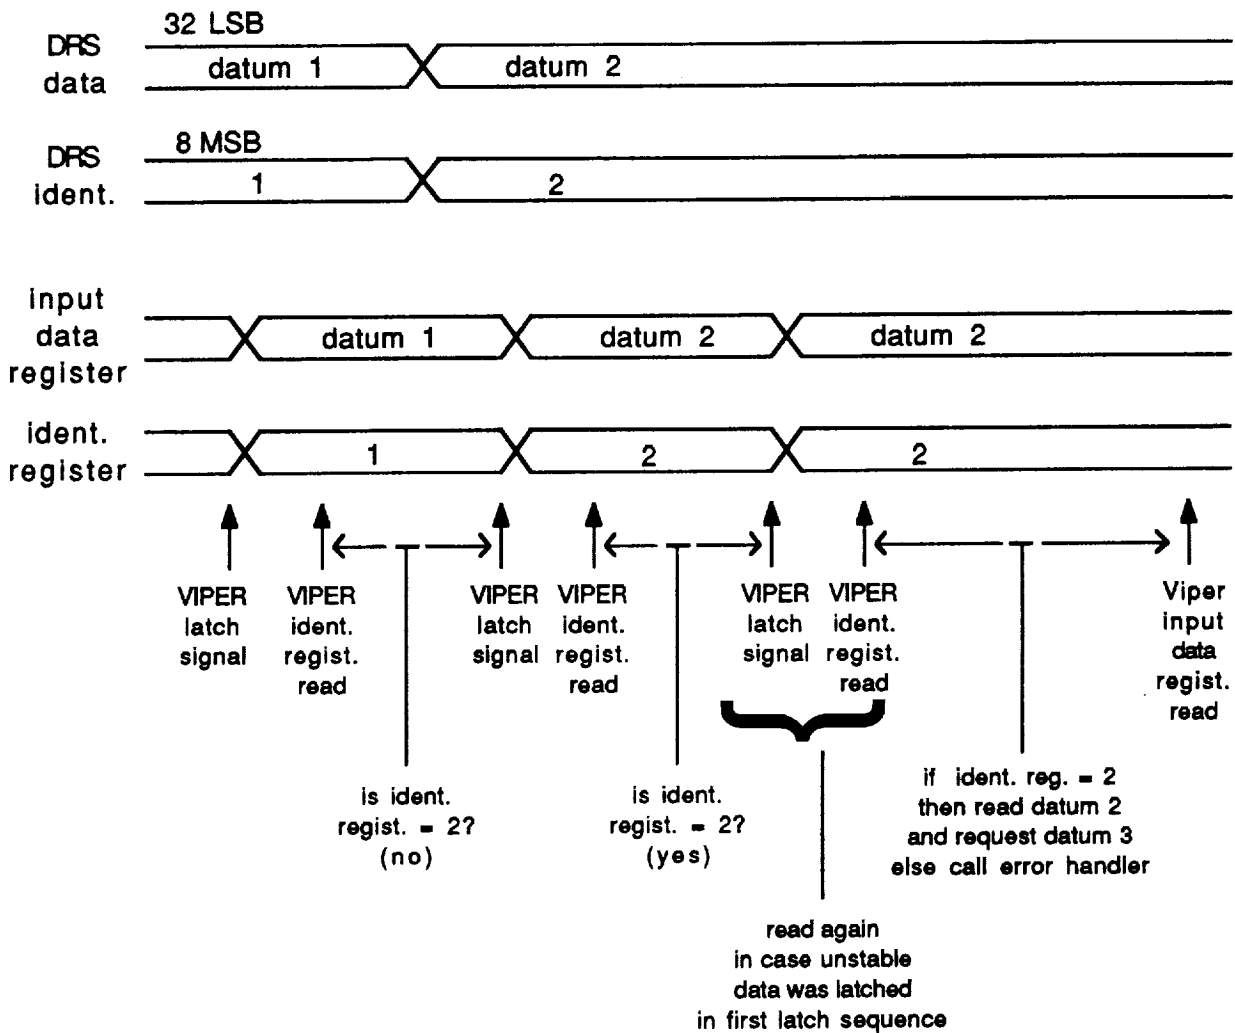 32 LSB
DRS
data
datum 1
datum 2
8 MSB
DRS
ident.
1
2
input
data
register
datum 1
datum 2
datum 2
ident.
register
1
2
2
VIPER
latch
signal
VIPER
ident.
regist.
read
VIPER
latch
signal
VIPER
ident.
regist.
read
VIPER
latch
signal
VIPER
ident.
regist.
read
Viper
input
data
regist.
read
is ident.
regist. = 2?
(no)
is ident.
regist. = 2?
(yes)
if ident. reg. = 2
then read datum 2
and request datum 3
else call error handler
read again
in case unstable
data was latched
in first latch sequence